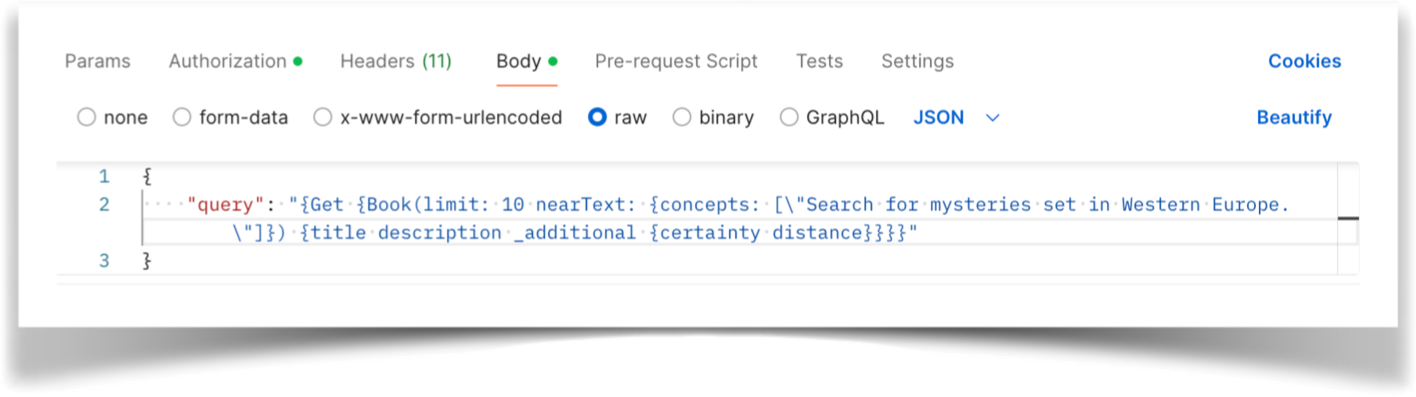 Params Authorization Headers (11) Body Pre-request Script Tests Settings Cookies
none form-data x-www-form-urlencoded raw binary GraphQL JSON Beautify
1 {
2 "query": "{Get {Book(limit: 10 nearText: {concepts: [\"Search for mysteries set in Western Europe.
\"]}) {title description _additional {certainty distance}}}}"
3 }